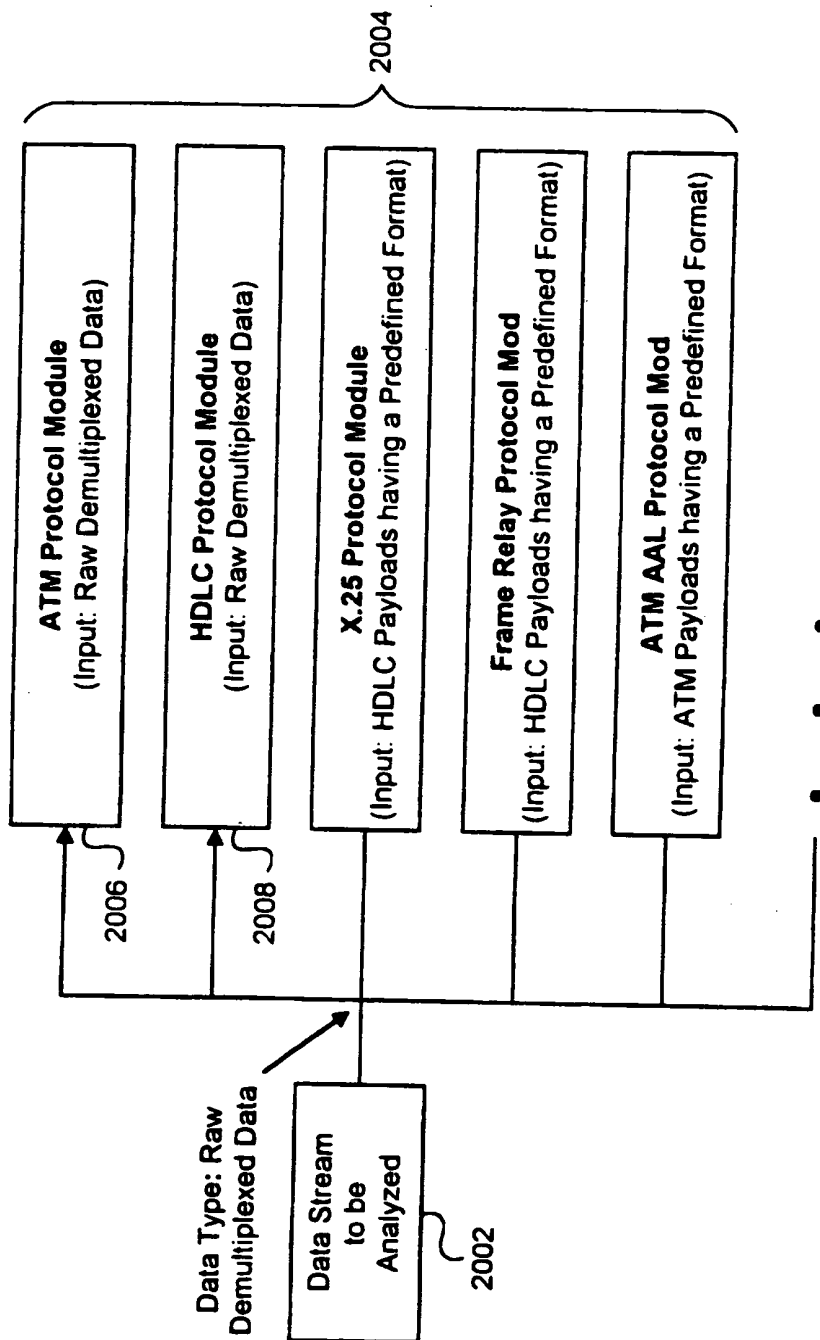 Data Type: Raw
Demultiplexed Data
Data Stream
to be
Analyzed
2002
2004
ATM Protocol Module
(Input: Raw Demultiplexed Data)
2006
HDLC Protocol Module
(Input: Raw Demultiplexed Data)
2008
X.25 Protocol Module
(Input: HDLC Payloads having a Predefined Format)
Frame Relay Protocol Mod
(Input: HDLC Payloads having a Predefined Format)
ATM AAL Protocol Mod
(Input: ATM Payloads having a Predefined Format)